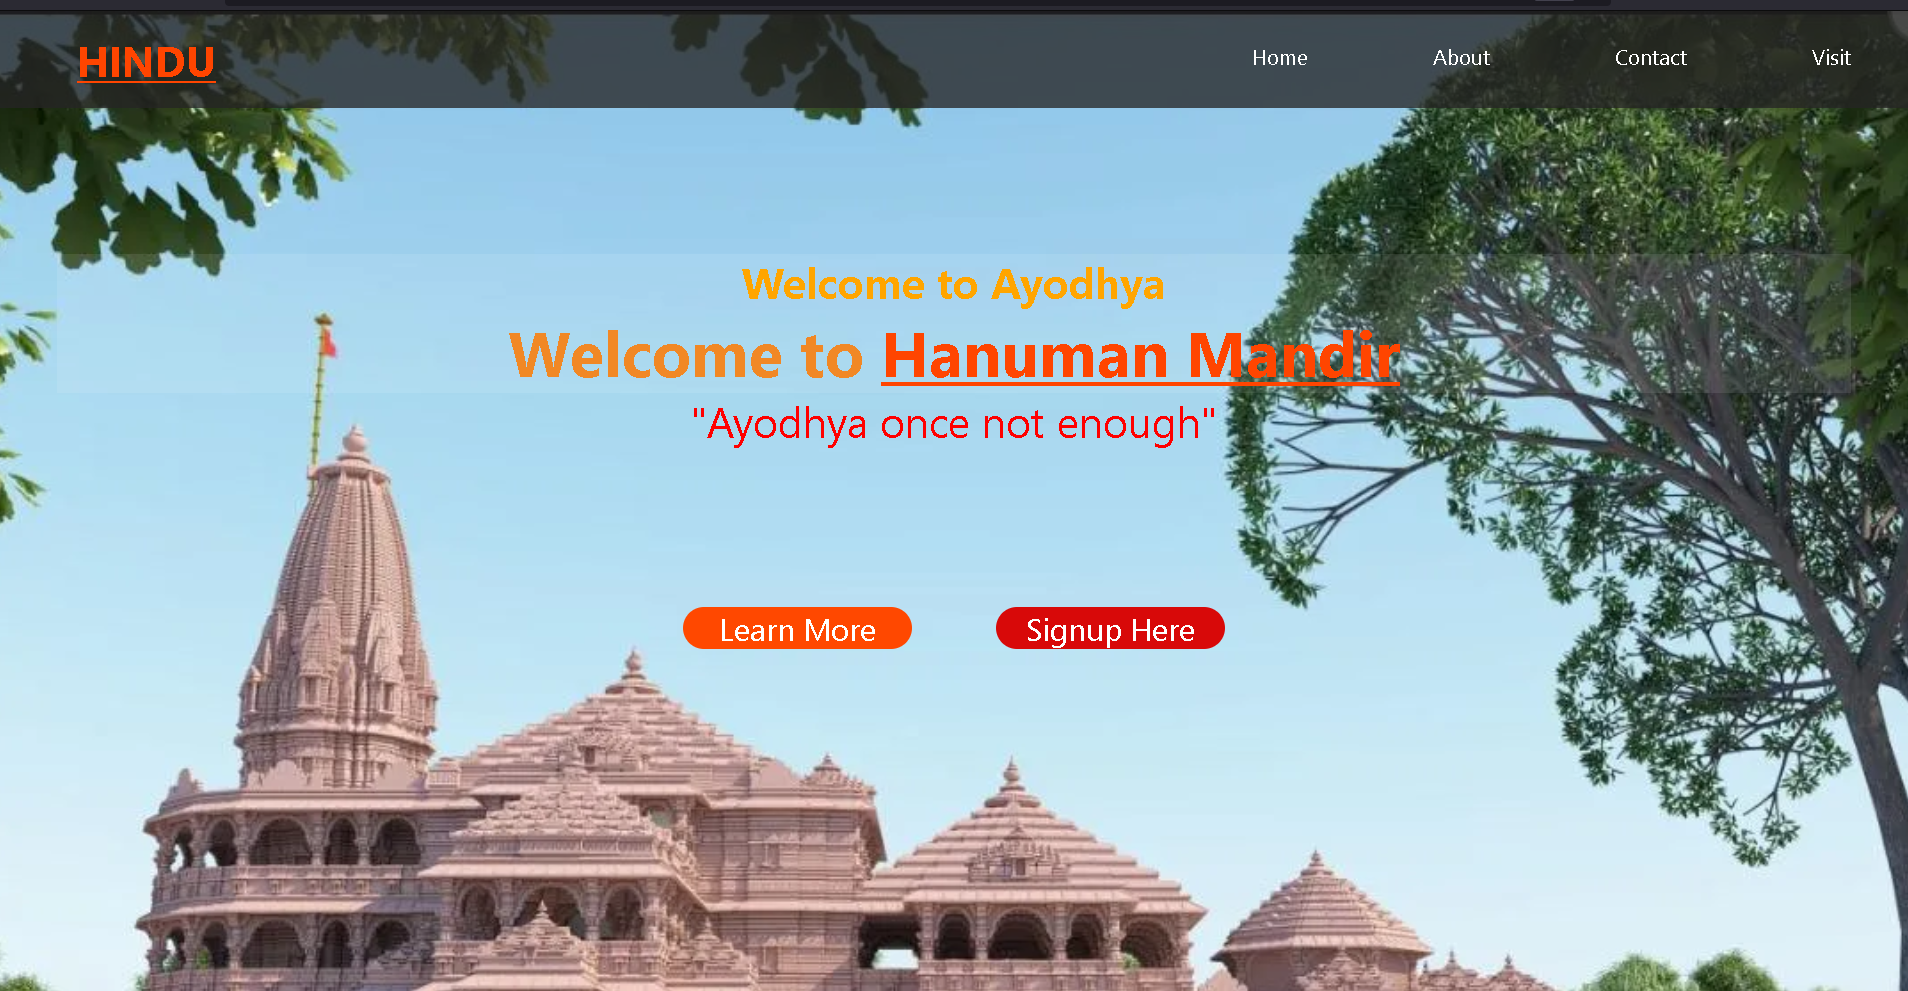 HINDU
Home About Contact Visit
Welcome to Ayodhya
Welcome to Hanuman Mandir
"Ayodhya once not enough"
Learn More Signup Here